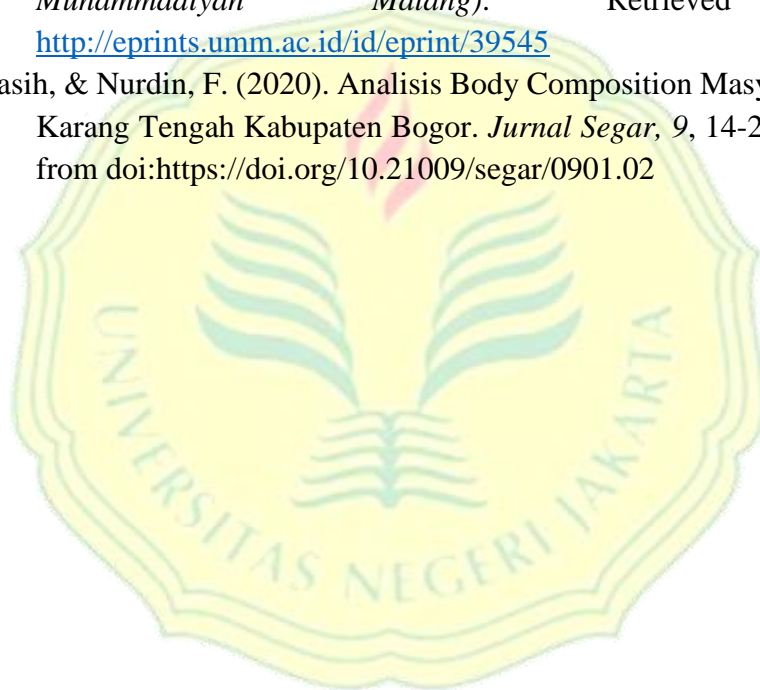 Muhammadiyah Malang). Retrieved
http://eprints.umm.ac.id/id/eprint/39545
asih, & Nurdin, F. (2020). Analisis Body Composition Masy
Karang Tengah Kabupaten Bogor. Jurnal Segar, 9, 14-2
from doi:https://doi.org/10.21009/segar/0901.02
UNIVERSITAS NEGERI JAKARTA